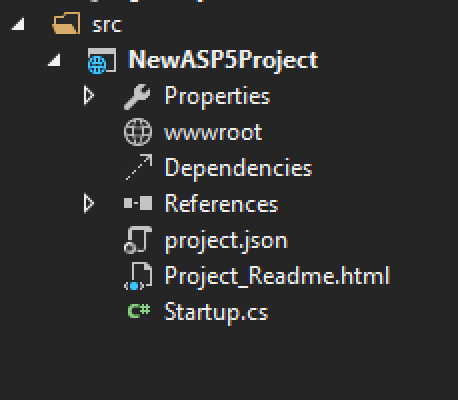 src
NewASP5Project
Properties
wwwroot
Dependencies
References
project.json
Project_Readme.html
C# Startup.cs